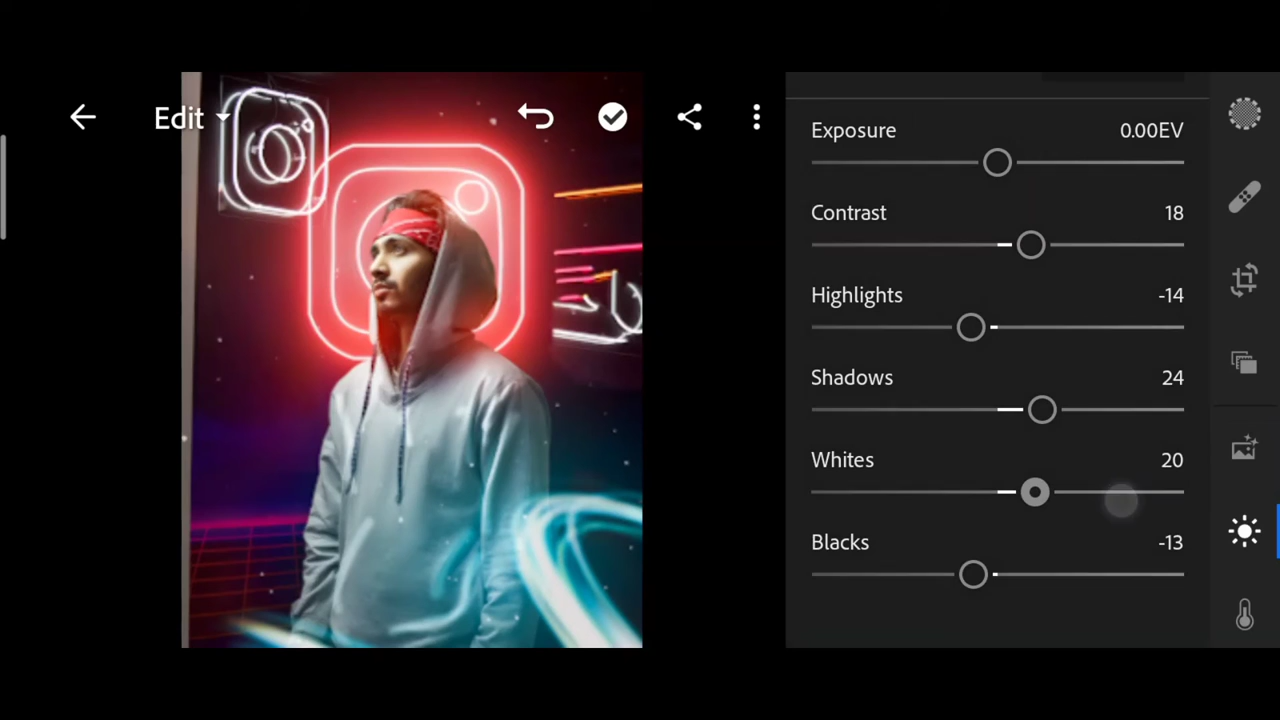 Edit
Exposure 0.00EV
Contrast 18
Highlights -14
Shadows 24
Whites 20
Blacks -13